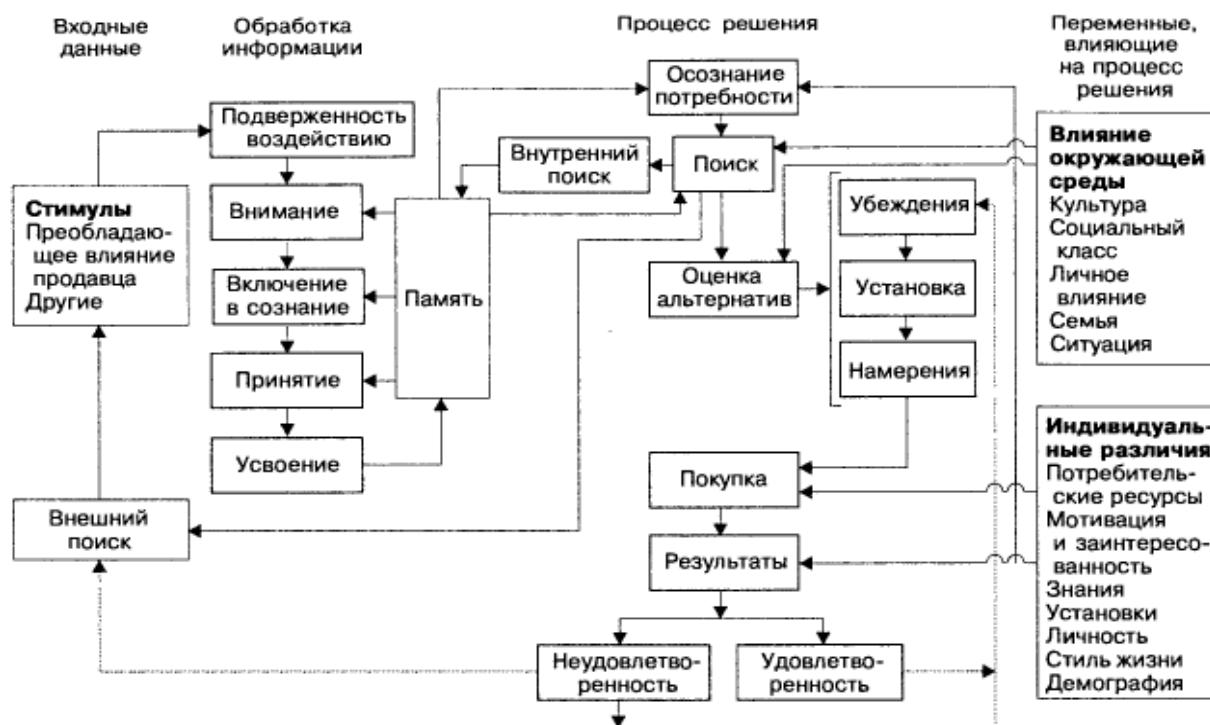 Входные
данные
Обработка
информации
Процесс решения
Переменные,
влияющие
на процесс
решения
Подверженность
воздействию
Внимание
Включение
в сознание
Принятие
Усвоение
Стимулы
Преобладаю-
щее влияние
продавца
Другие
Внешний
поиск
Память
Внутренний
поиск
Осознание
потребности
Поиск
Оценка
альтернатив
Убеждения
Установка
Намерения
Покупка
Результаты
Неудовлетво-
ренность
Удовлетво-
ренность
Влияние
окружающей
среды
Культура
Социальный
класс
Личное
влияние
Семья
Ситуация
Индивидуаль-
ные различия
Потребитель-
ские ресурсы
Мотивация
и заинтересо-
ванность
Знания
Установки
Личность
Стиль жизни
Демография